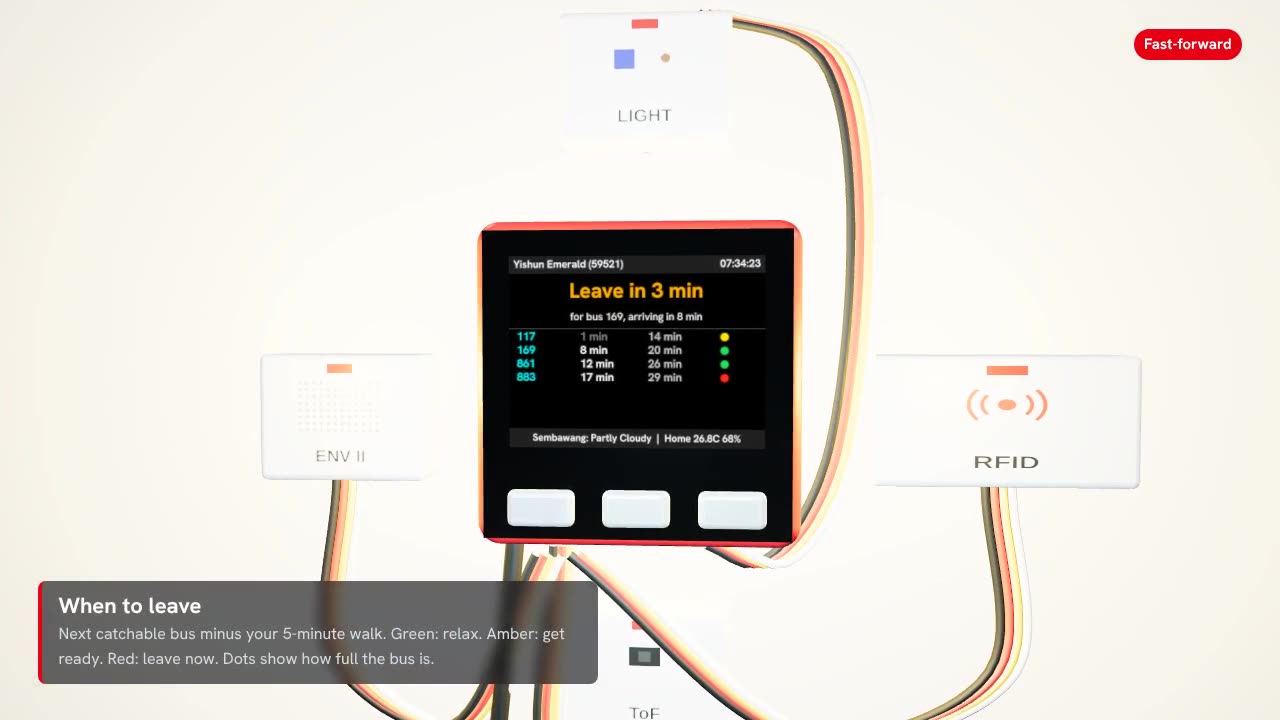 Fast-forward
LIGHT
Yishun Emerald (59521) 07:34:23
Leave in 3 min
for bus 169, arriving in 8 min
117 1 min 14 min
169 8 min 20 min
861 12 min 26 min
883 17 min 29 min
Sembawang: Partly Cloudy | Home 26.8C 68%
ENV II
RFID
When to leave
Next catchable bus minus your 5-minute walk. Green: relax. Amber: get
ready. Red: leave now. Dots show how full the bus is.
ToF